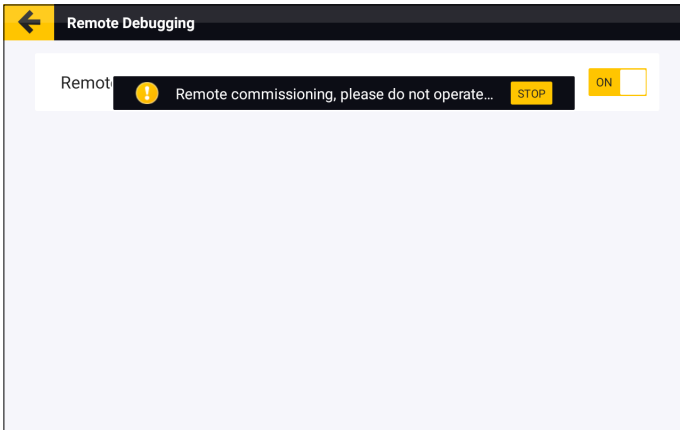 Remote Debugging
Remot
Remote commissioning, please do not operate...
STOP
ON